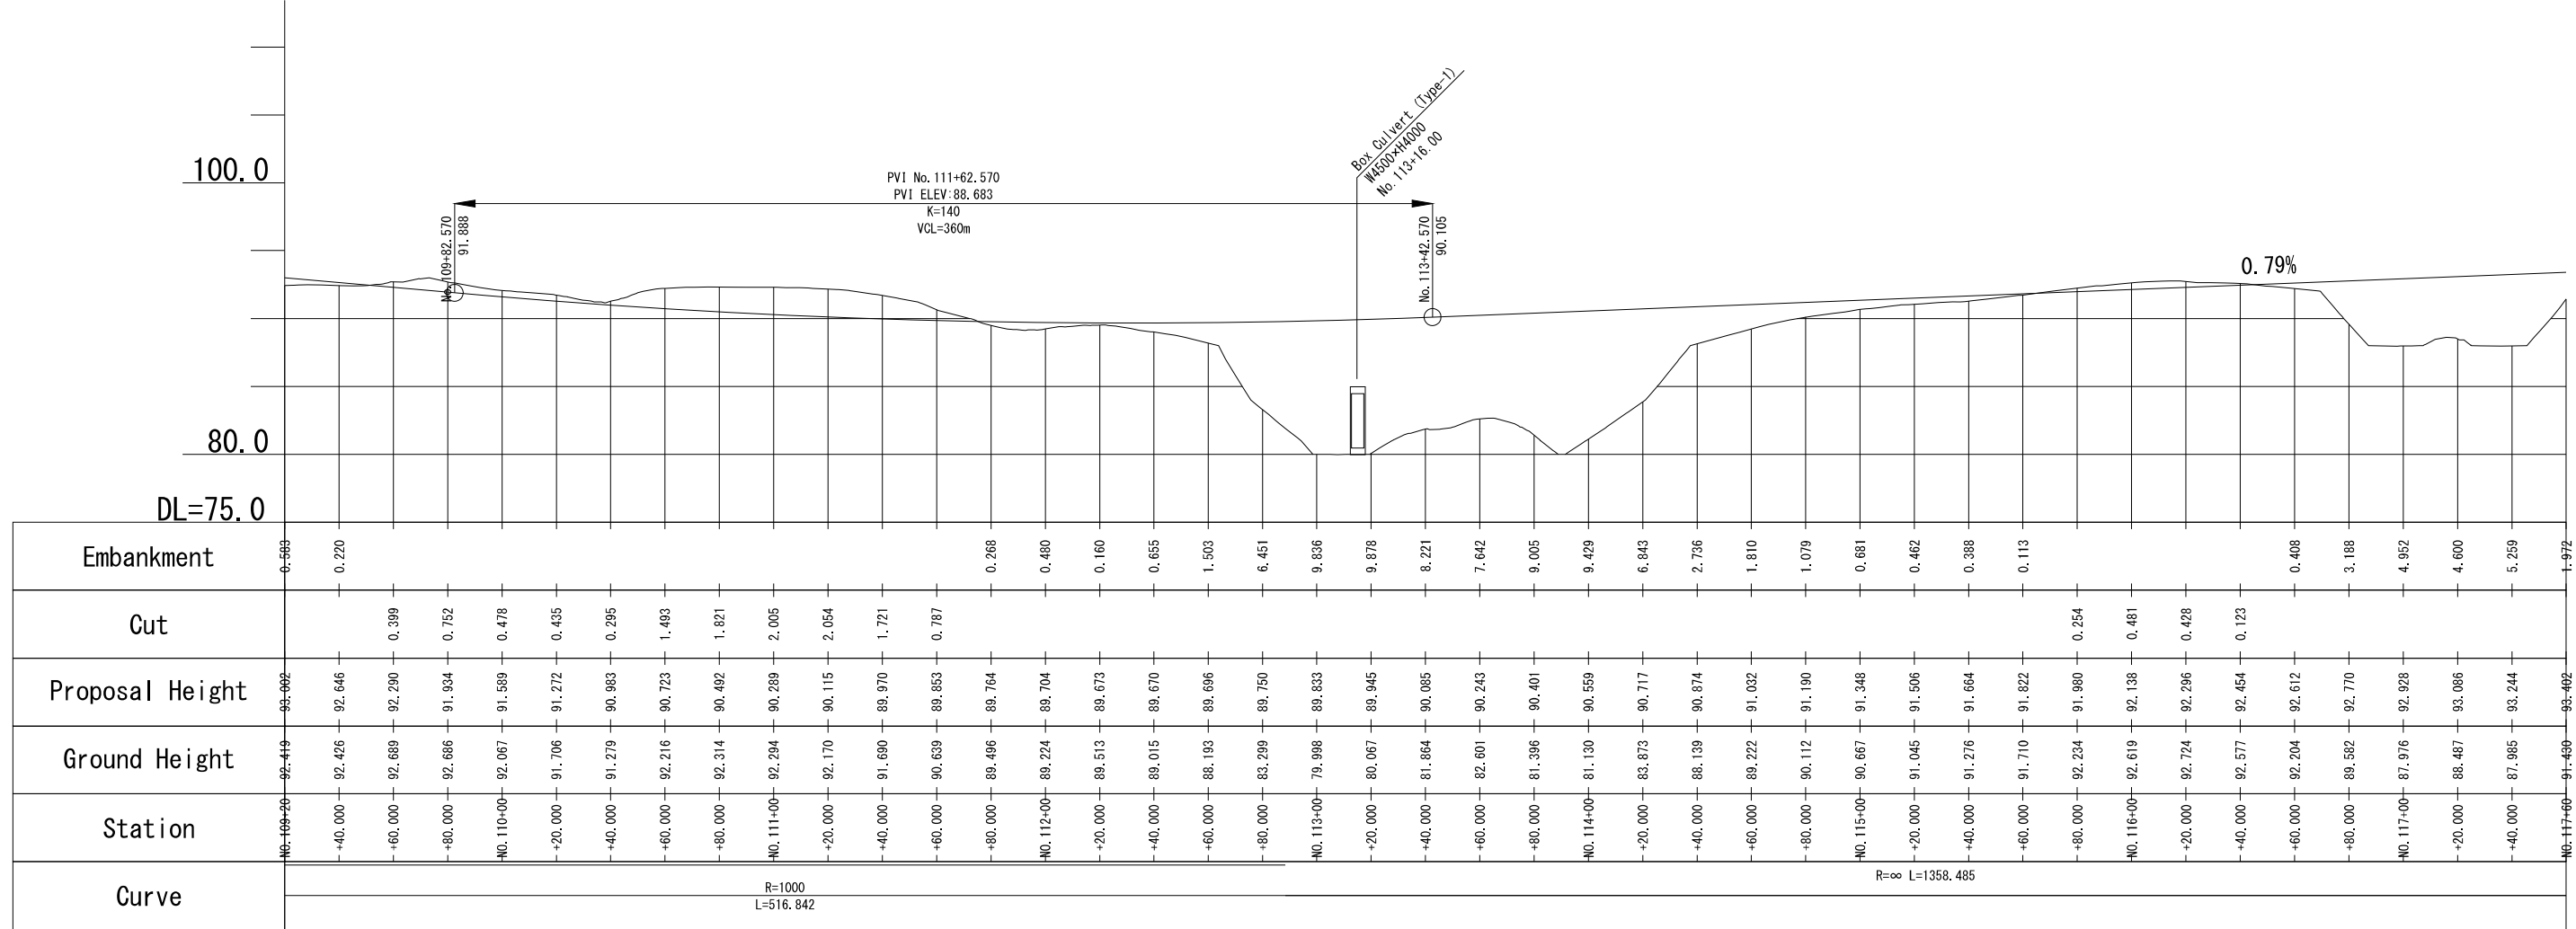 100.0
80.0
DL=75.0
PVI No.111+62.570
PVI ELEV:88.683
K=140
VCL=360m
No.109+82.570
91.888
No.113+42.570
90.105
Box Culvert (Type-1)
W4500×H4000
No.113+16.00
0.79%
Embankment 0.583 0.220 0.268 0.480 0.160 0.655 1.503 6.451 9.836 9.878 8.221 7.642 9.005 9.429 6.843 2.736 1.810 1.079 0.681 0.462 0.388 0.113 0.408 3.188 4.952 4.600 5.259 1.972
Cut 0.399 0.752 0.478 0.435 0.295 1.493 1.821 2.005 2.054 1.721 0.787 0.254 0.481 0.428 0.123
Proposal Height 93.002 92.646 92.290 91.934 91.589 91.272 90.983 90.723 90.492 90.289 90.115 89.970 89.853 89.764 89.704 89.673 89.670 89.696 89.750 89.833 89.945 90.085 90.243 90.401 90.559 90.717 90.874 91.032 91.190 91.348 91.506 91.664 91.822 91.980 92.138 92.296 92.454 92.612 92.770 92.928 93.086 93.244 93.402
Ground Height 92.419 92.426 92.689 92.686 92.067 91.706 91.279 92.216 92.314 92.294 92.170 91.690 90.639 89.496 89.224 89.513 89.015 88.193 83.299 79.998 80.067 81.864 82.601 81.396 81.130 83.873 88.139 89.222 90.112 90.667 91.045 91.276 91.710 92.234 92.619 92.724 92.577 92.204 89.582 87.976 88.487 87.985 91.430
Station NO.109+20 +40.000 +60.000 +80.000 NO.110+00 +20.000 +40.000 +60.000 +80.000 NO.111+00 +20.000 +40.000 +60.000 +80.000 NO.112+00 +20.000 +40.000 +60.000 +80.000 NO.113+00 +20.000 +40.000 +60.000 +80.000 NO.114+00 +20.000 +40.000 +60.000 +80.000 NO.115+00 +20.000 +40.000 +60.000 +80.000 NO.116+00 +20.000 +40.000 +60.000 +80.000 NO.117+00 +20.000 +40.000 NO.117+60
Curve
R=1000
L=516.842
R=∞ L=1358.485